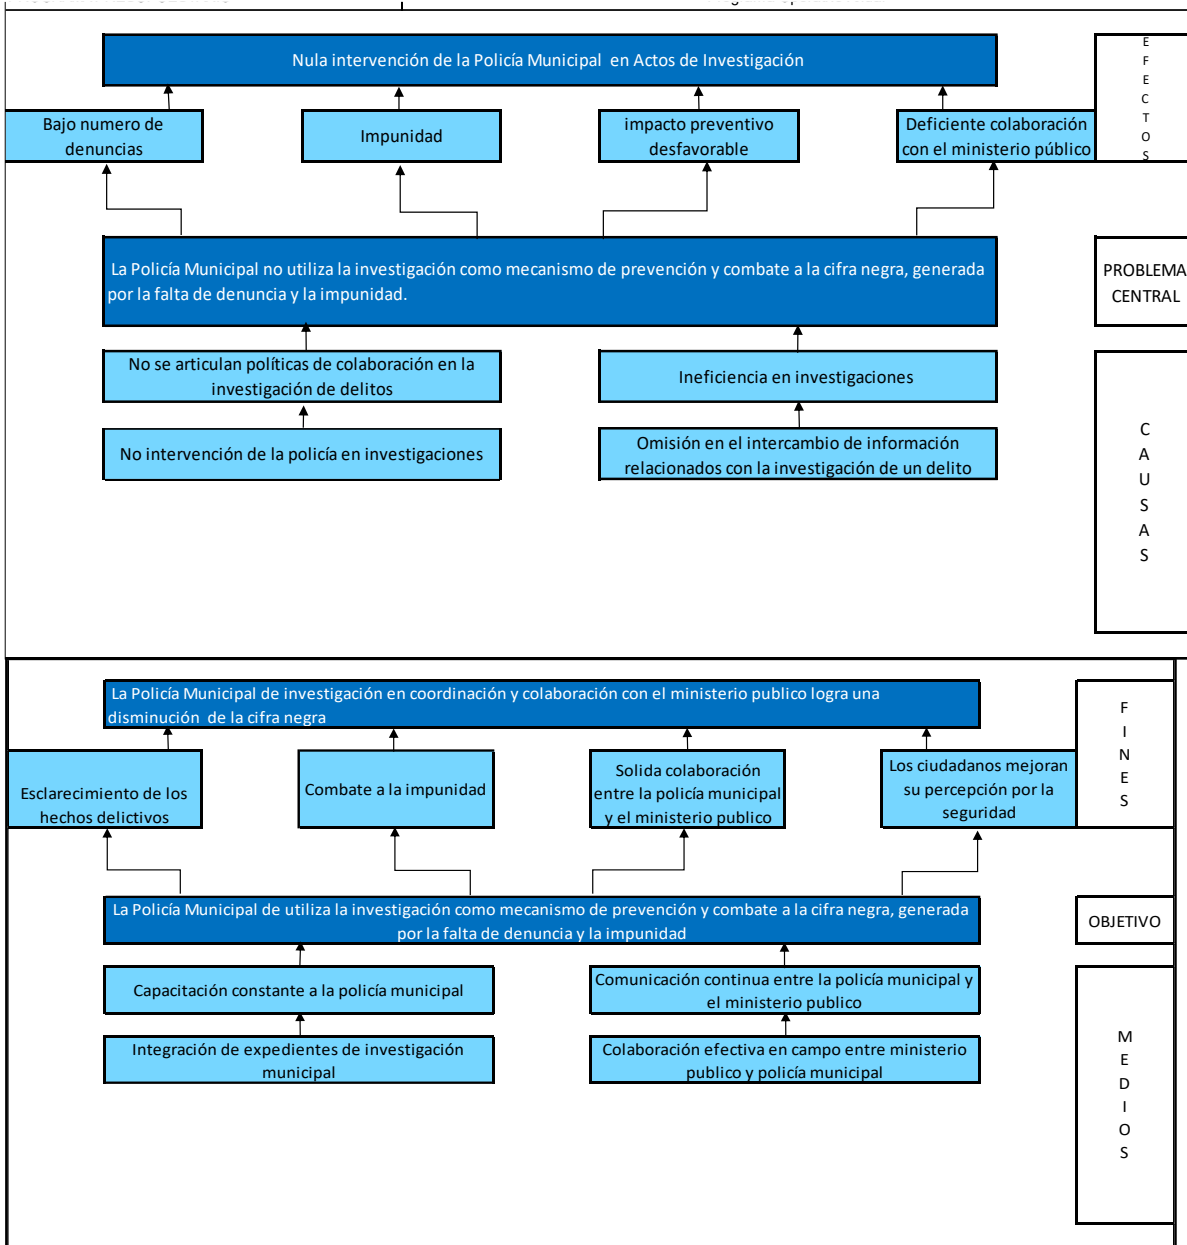 Nula intervención de la Policía Municipal  en Actos de Investigación
E
F
E
C
T
O
S
Bajo numero de
denuncias
Impunidad
impacto preventivo
desfavorable
Deficiente colaboración
con el ministerio público
La Policía Municipal no utiliza la investigación como mecanismo de prevención y combate a la cifra negra, generada
por la falta de denuncia y la impunidad.
PROBLEMA
CENTRAL
No se articulan políticas de colaboración en la
investigación de delitos
Ineficiencia en investigaciones
No intervención de la policía en investigaciones
Omisión en el intercambio de información
relacionados con la investigación de un delito
C
A
U
S
A
S
La Policía Municipal de investigación en coordinación y colaboración con el ministerio publico logra una
disminución  de la cifra negra
F
I
N
E
S
Esclarecimiento de los
hechos delictivos
Combate a la impunidad
Solida colaboración
entre la policía municipal
y el ministerio publico
Los ciudadanos mejoran
su percepción por la
seguridad
La Policía Municipal de utiliza la investigación como mecanismo de prevención y combate a la cifra negra, generada
por la falta de denuncia y la impunidad
OBJETIVO
Capacitación constante a la policía municipal
Comunicación continua entre la policía municipal y
el ministerio publico
Integración de expedientes de investigación
municipal
Colaboración efectiva en campo entre ministerio
publico y policía municipal
M
E
D
I
O
S